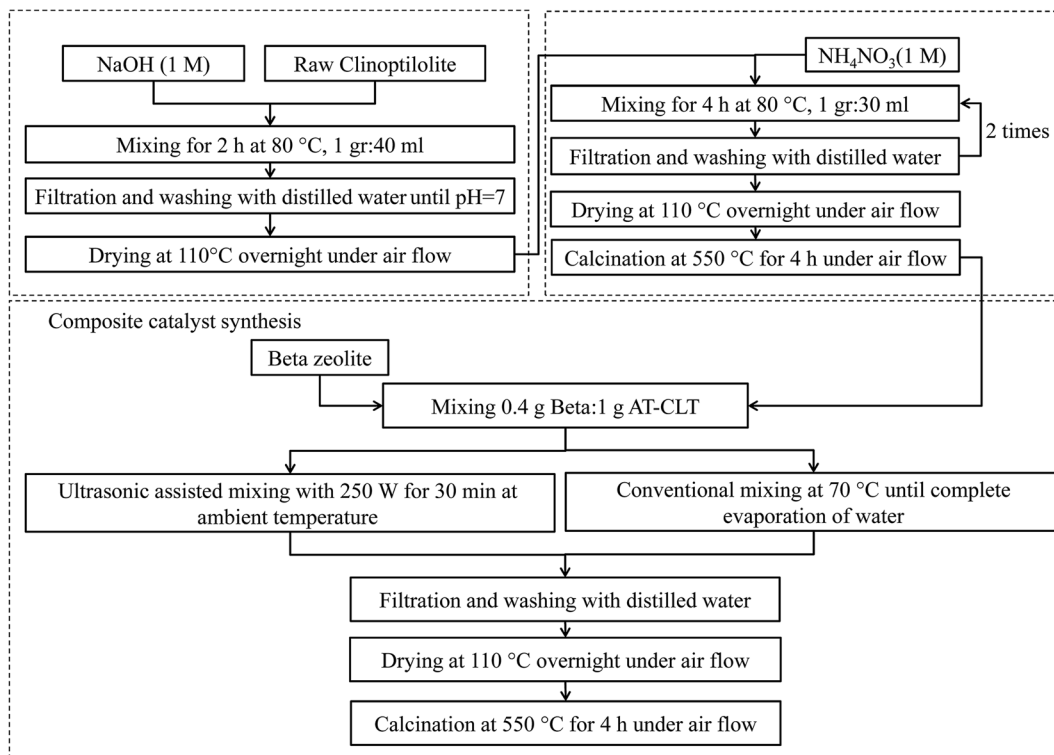 NaOH (1 M)
Raw Clinoptilolite
Mixing for 2 h at 80 °C, 1 gr:40 ml
Filtration and washing with distilled water until pH=7
Drying at 110°C overnight under air flow
NH₄NO₃(1 M)
Mixing for 4 h at 80 °C, 1 gr:30 ml
2 times
Filtration and washing with distilled water
Drying at 110 °C overnight under air flow
Calcination at 550 °C for 4 h under air flow
Composite catalyst synthesis
Beta zeolite
Mixing 0.4 g Beta:1 g AT-CLT
Ultrasonic assisted mixing with 250 W for 30 min at
ambient temperature
Conventional mixing at 70 °C until complete
evaporation of water
Filtration and washing with distilled water
Drying at 110 °C overnight under air flow
Calcination at 550 °C for 4 h under air flow